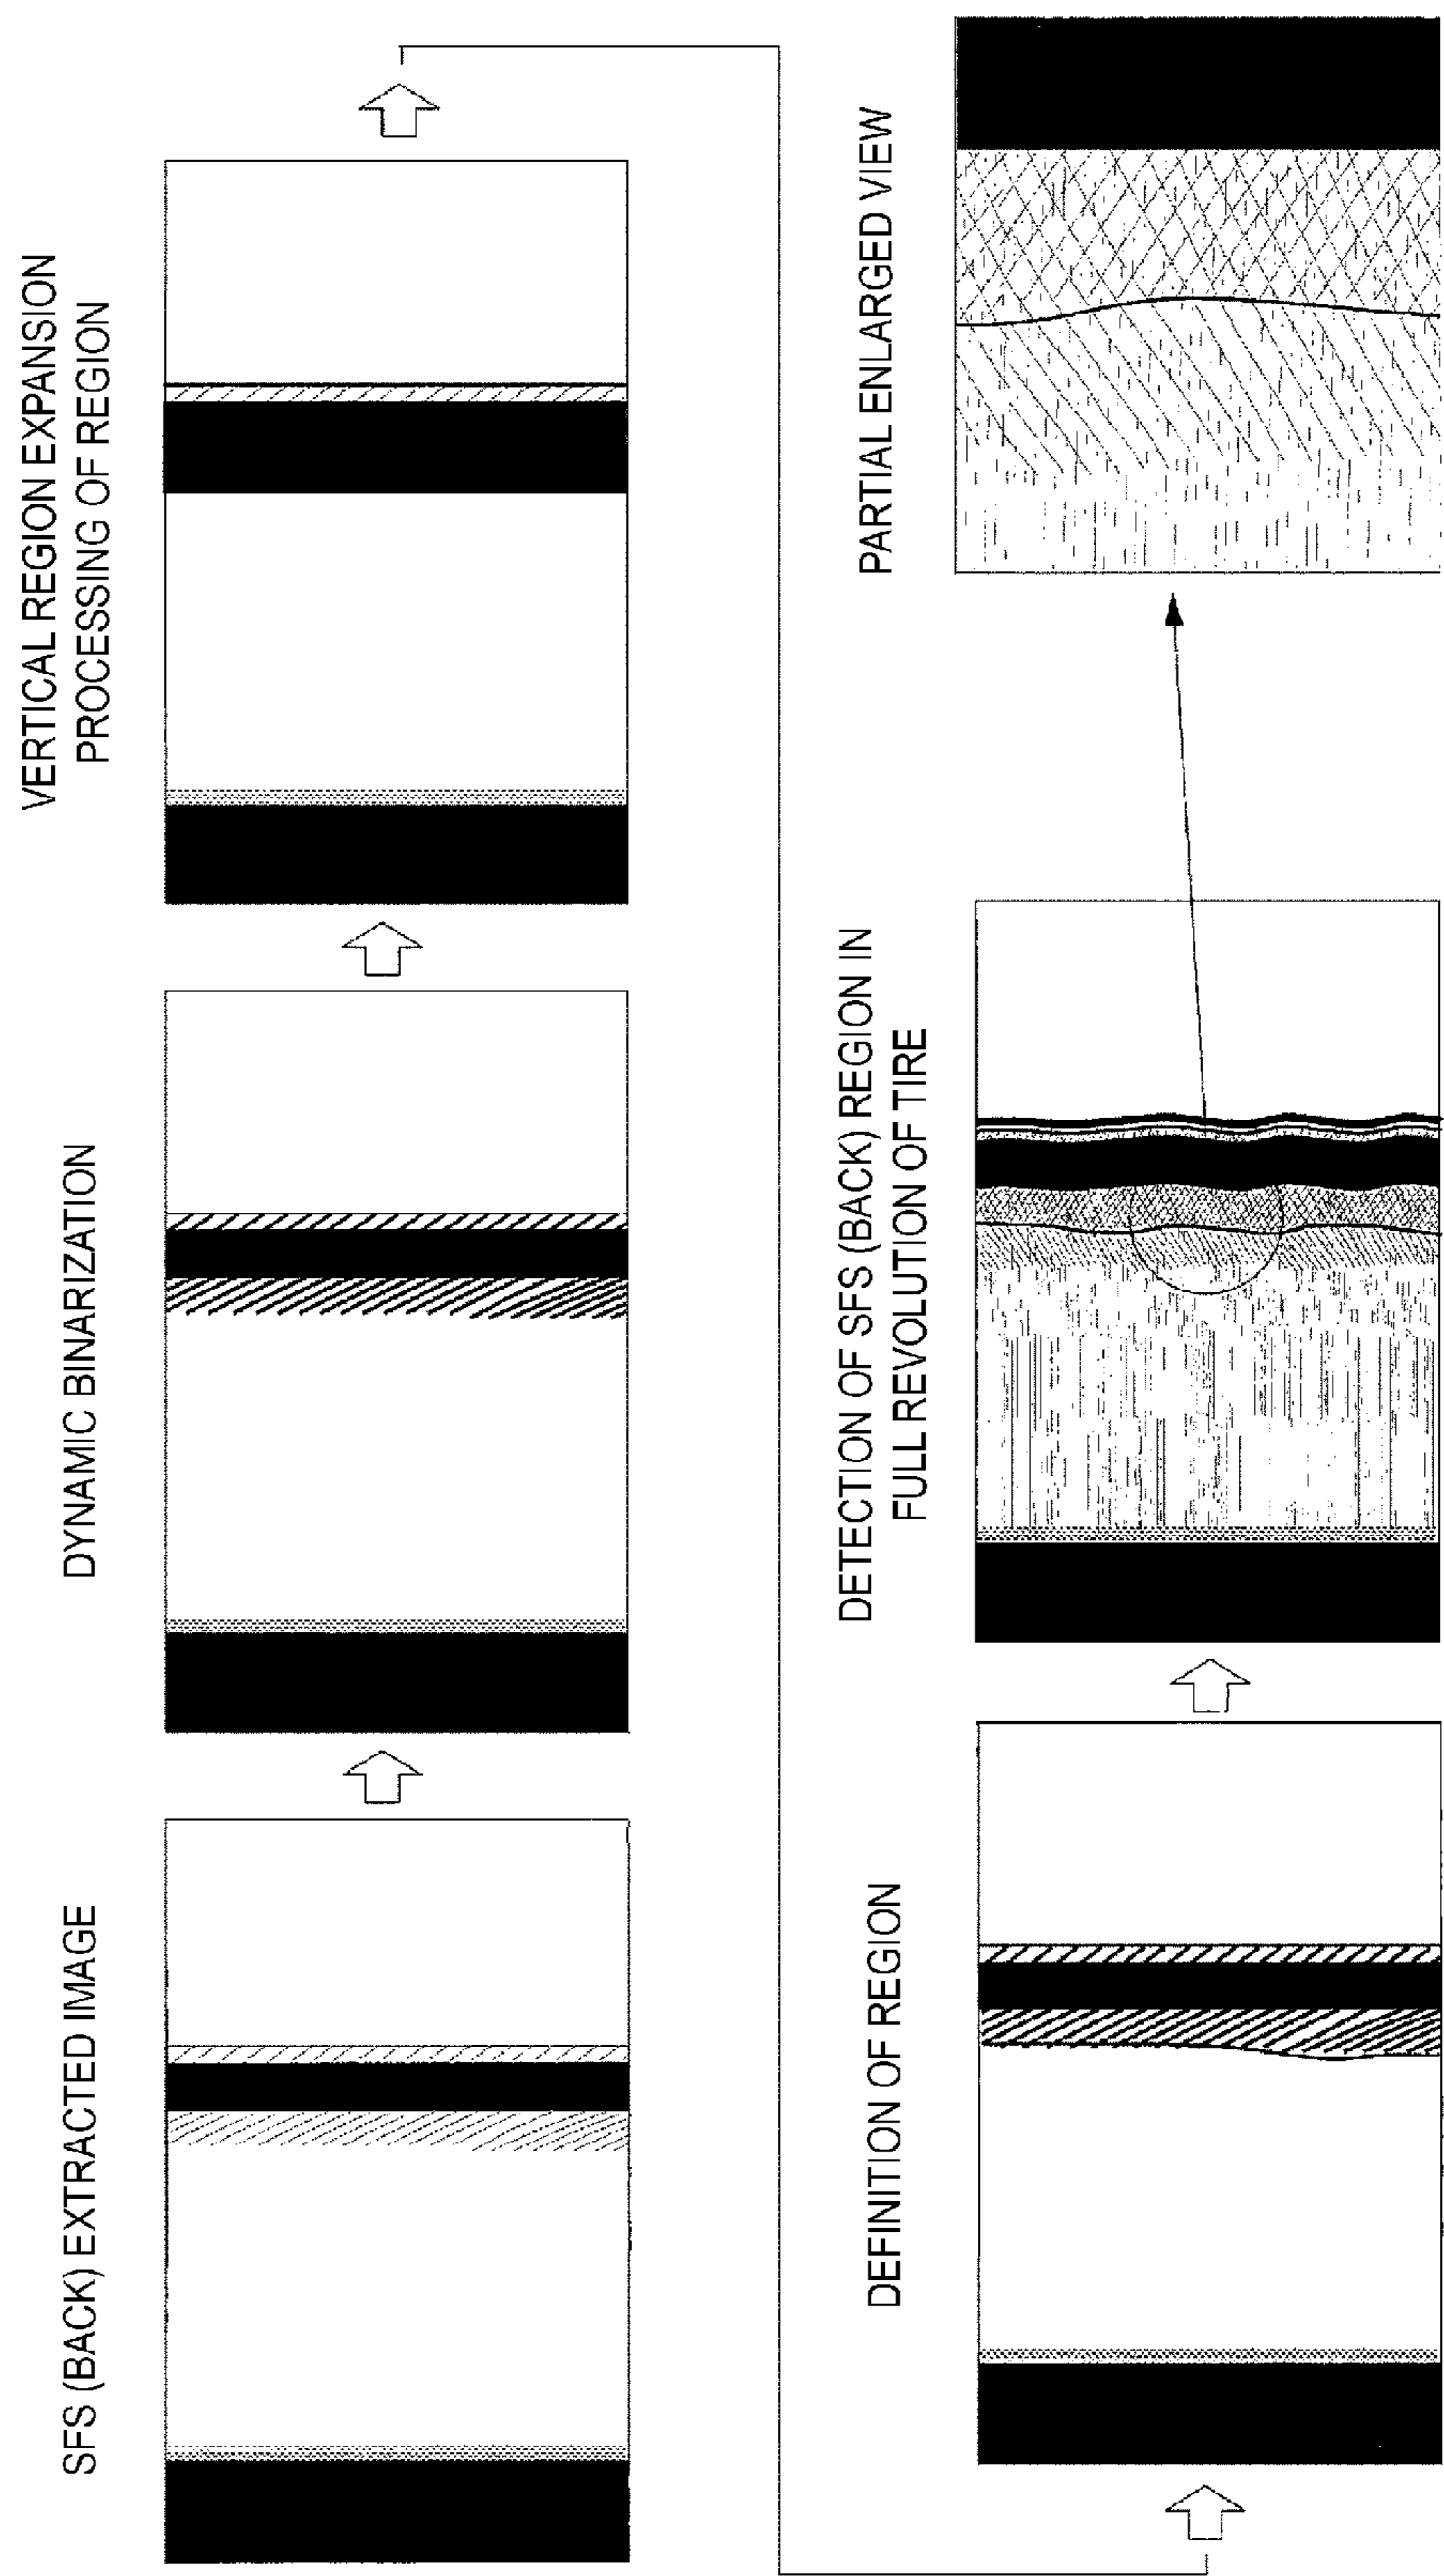 SFS (BACK) EXTRACTED IMAGE
DYNAMIC BINARIZATION
VERTICAL REGION EXPANSION
PROCESSING OF REGION
DEFINITION OF REGION
DETECTION OF SFS (BACK) REGION IN
FULL REVOLUTION OF TIRE
PARTIAL ENLARGED VIEW